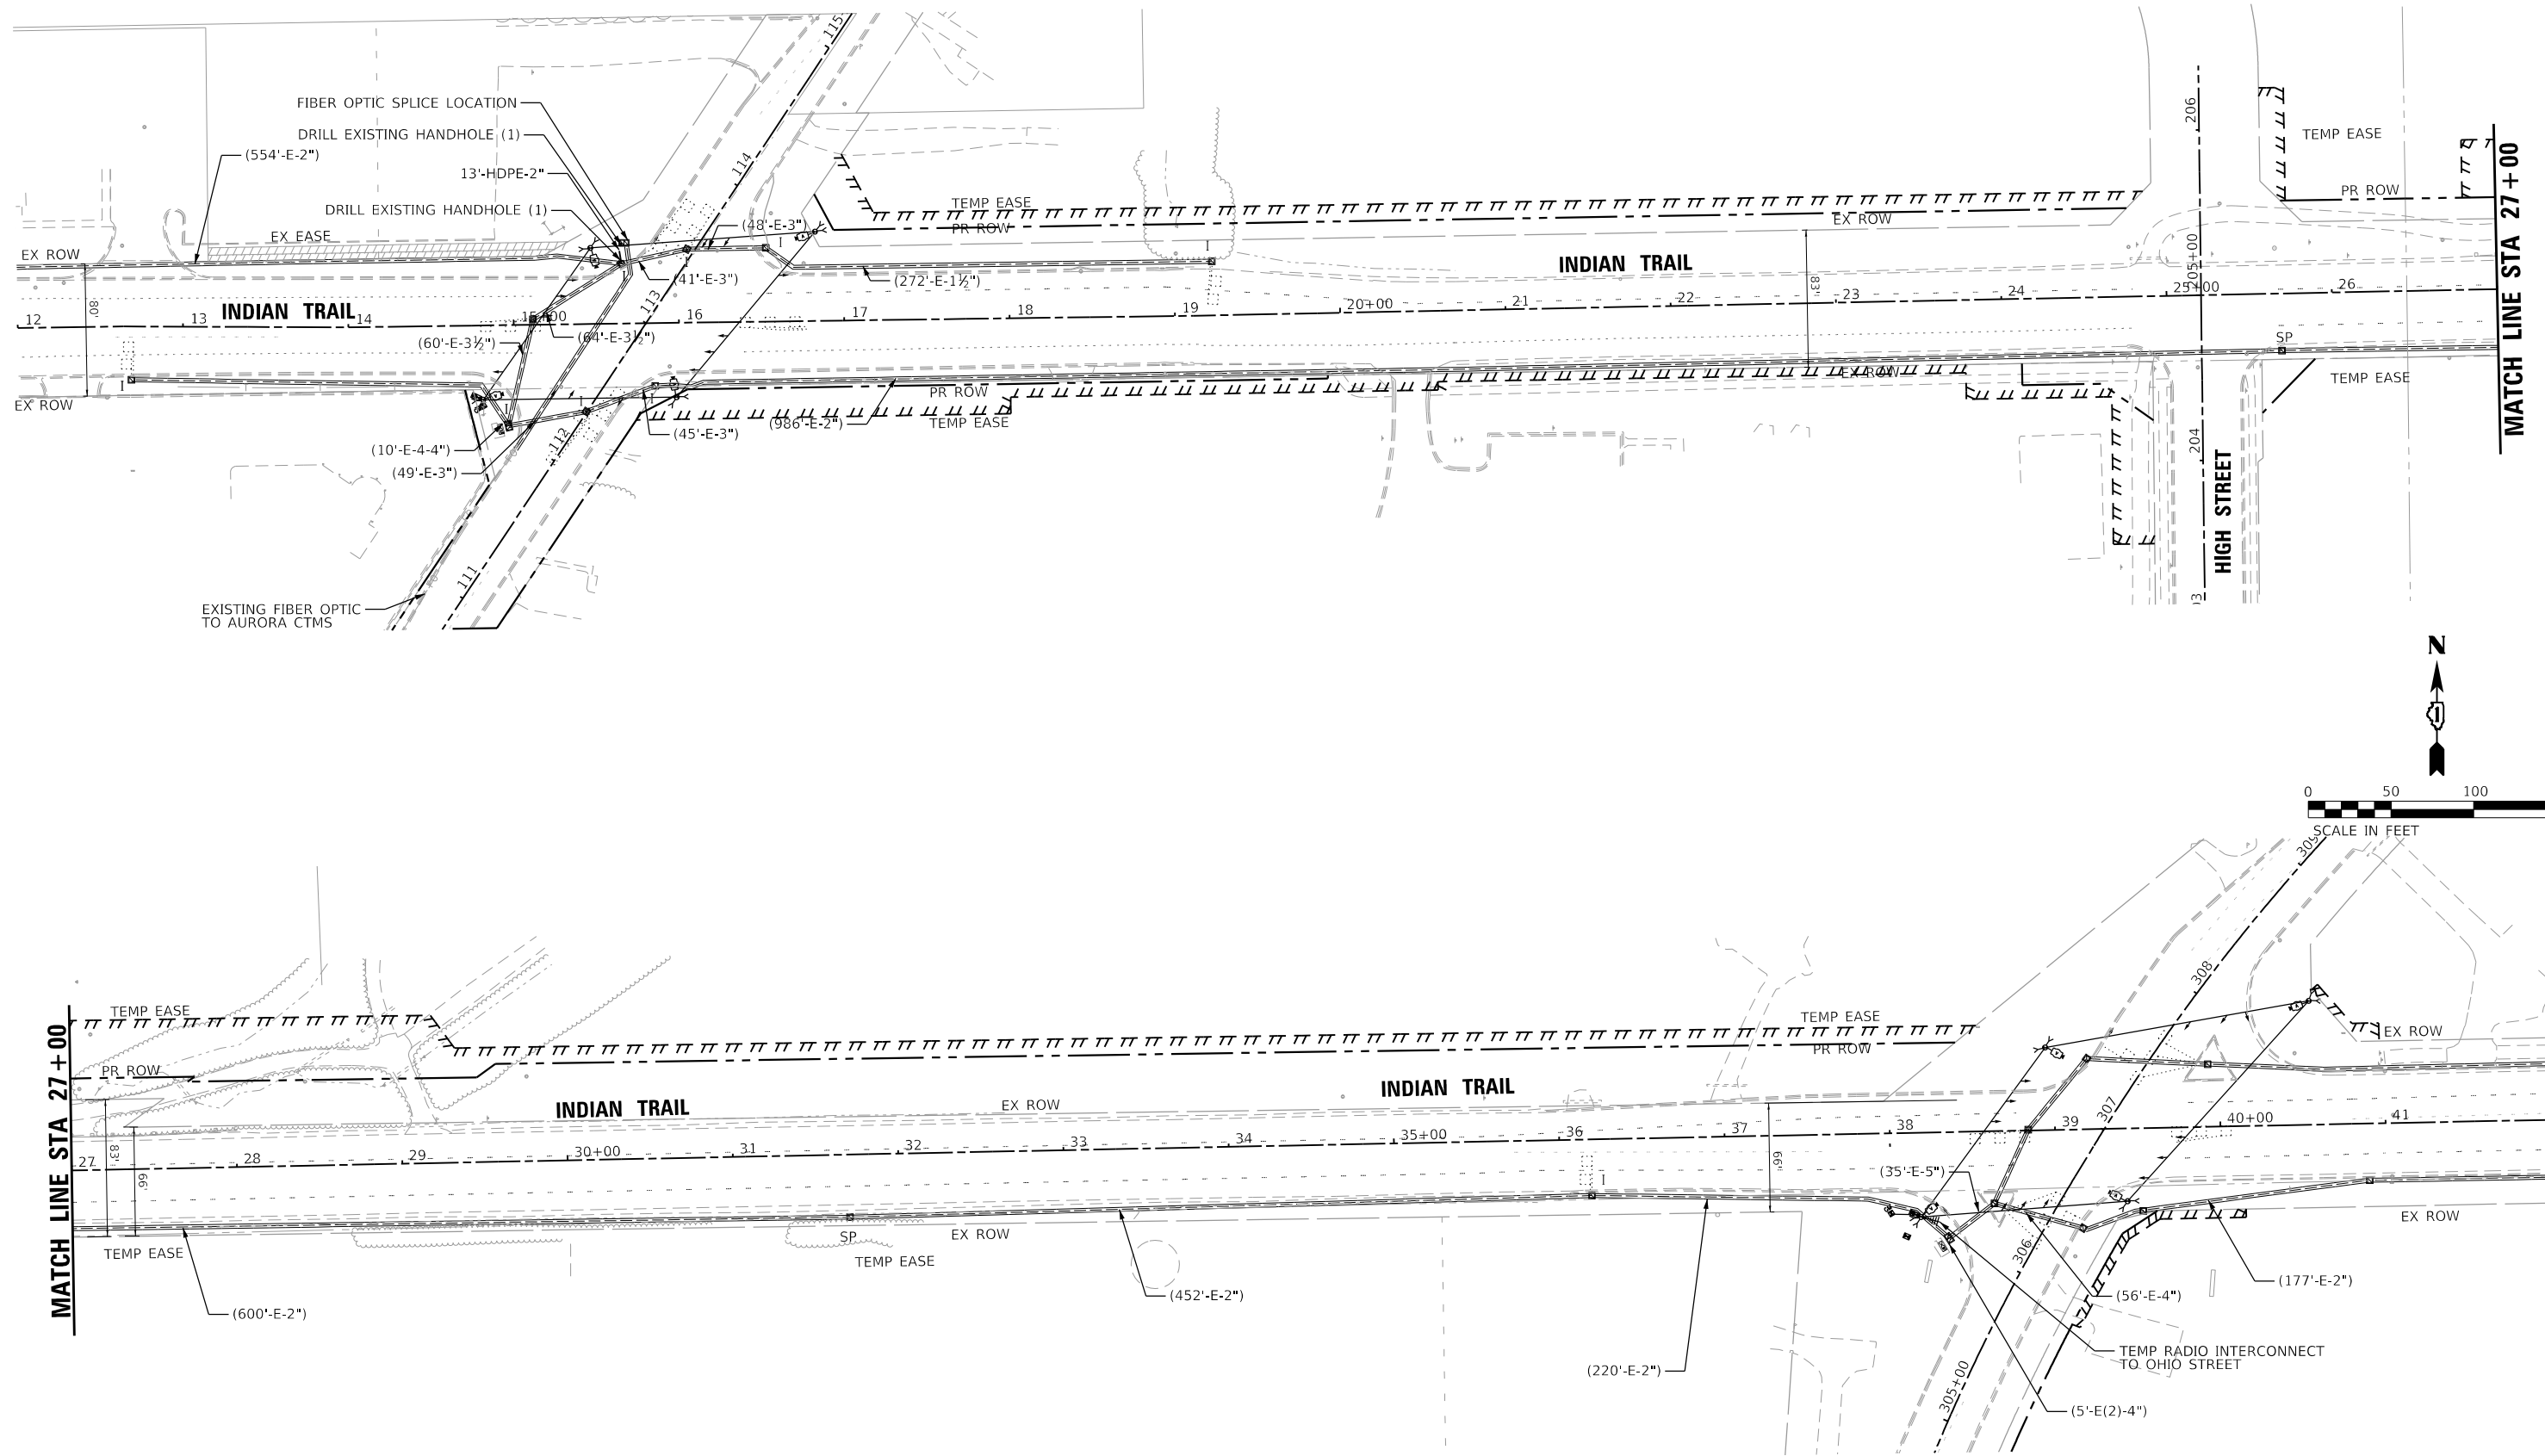 115
FIBER OPTIC SPLICE LOCATION
DRILL EXISTING HANDHOLE (1)
(554'-E-2")
13'-HDPE-2"
DRILL EXISTING HANDHOLE (1)
114
206
TEMP EASE
TEMP EASE
PR ROW
EX ROW
PR ROW
(48'-E-3")
I
I
EX EASE
EX ROW
INDIAN TRAIL
(41'-E-3")
I
I
(272'-E-1½")
83'
205+00
MATCH LINE STA 27+00
80'
113
12
13
INDIAN TRAIL
14
15+00
16
17
18
19
20+00
21
22
23
24
25+00
26
(60'-E-3½")
(64'-E-3½")
SP
I
EX ROW
I
I
I
PR ROW
EX ROW
TEMP EASE
(986'-E-2")
TEMP EASE
(45'-E-3")
112
(10'-E-4-4")
(49'-E-3")
204
HIGH STREET
111
EXISTING FIBER OPTIC
TO AURORA CTMS
N
0 50 100
SCALE IN FEET
309
308
TEMP EASE
TEMP EASE
EX ROW
PR ROW
PR ROW
MATCH LINE STA 27+00
INDIAN TRAIL
EX ROW
INDIAN TRAIL
307
83'
66'
66'
27
28
29
30+00
31
32
33
34
35+00
36
37
38
39
40+00
41
I
(35'-E-5")
SP
EX ROW
EX ROW
TEMP EASE
TEMP EASE
306
(600'-E-2")
(452'-E-2")
(220'-E-2")
(177'-E-2")
(56'-E-4")
TEMP RADIO INTERCONNECT
TO OHIO STREET
305+00
(5'-E(2)-4")